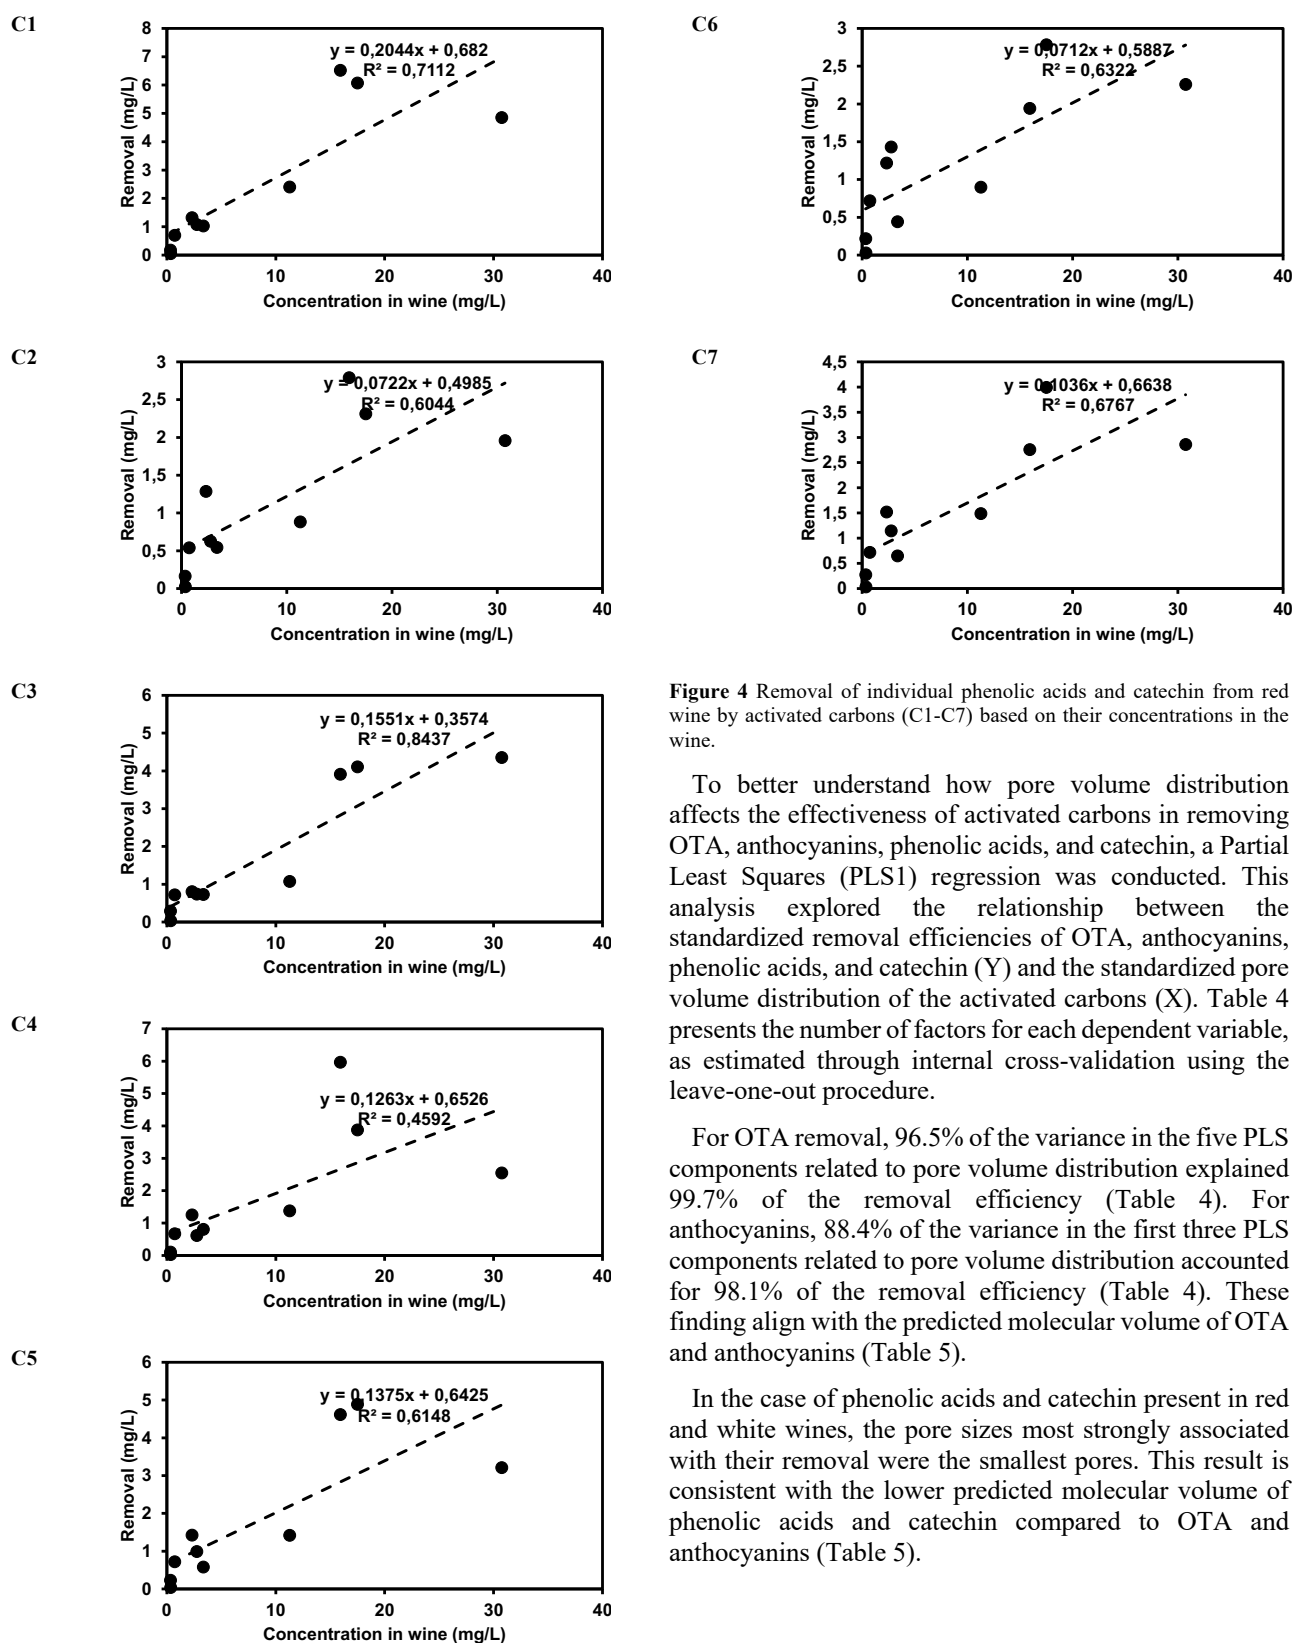 C1
8
7
6
5
4
3
2
1
0
Removal (mg/L)
y = 0,2044x + 0,682
R² = 0,7112
0 10 20 30 40
Concentration in wine (mg/L)
C2
3
2,5
2
1,5
1
0,5
0
Removal (mg/L)
y = 0,0722x + 0,4985
R² = 0,6044
0 10 20 30 40
Concentration in wine (mg/L)
C3
6
5
4
3
2
1
0
Removal (mg/L)
y = 0,1551x + 0,3574
R² = 0,8437
0 10 20 30 40
Concentration in wine (mg/L)
C4
7
6
5
4
3
2
1
0
Removal (mg/L)
y = 0,1263x + 0,6526
R² = 0,4592
0 10 20 30 40
Concentration in wine (mg/L)
C5
6
5
4
3
2
1
0
Removal (mg/L)
y = 0,1375x + 0,6425
R² = 0,6148
0 10 20 30 40
Concentration in wine (mg/L)
C6
3
2,5
2
1,5
1
0,5
0
Removal (mg/L)
y = 0,0712x + 0,5887
R² = 0,6322
0 10 20 30 40
Concentration in wine (mg/L)
C7
4,5
4
3,5
3
2,5
2
1,5
1
0,5
0
Removal (mg/L)
y = 0,1036x + 0,6638
R² = 0,6767
0 10 20 30 40
Concentration in wine (mg/L)
Figure 4 Removal of individual phenolic acids and catechin from red
wine by activated carbons (C1-C7) based on their concentrations in the
wine.
To better understand how pore volume distribution
affects the effectiveness of activated carbons in removing
OTA, anthocyanins, phenolic acids, and catechin, a Partial
Least Squares (PLS1) regression was conducted. This
analysis explored the relationship between the
standardized removal efficiencies of OTA, anthocyanins,
phenolic acids, and catechin (Y) and the standardized pore
volume distribution of the activated carbons (X). Table 4
presents the number of factors for each dependent variable,
as estimated through internal cross-validation using the
leave-one-out procedure.
For OTA removal, 96.5% of the variance in the five PLS
components related to pore volume distribution explained
99.7% of the removal efficiency (Table 4). For
anthocyanins, 88.4% of the variance in the first three PLS
components related to pore volume distribution accounted
for 98.1% of the removal efficiency (Table 4). These
finding align with the predicted molecular volume of OTA
and anthocyanins (Table 5).
In the case of phenolic acids and catechin present in red
and white wines, the pore sizes most strongly associated
with their removal were the smallest pores. This result is
consistent with the lower predicted molecular volume of
phenolic acids and catechin compared to OTA and
anthocyanins (Table 5).